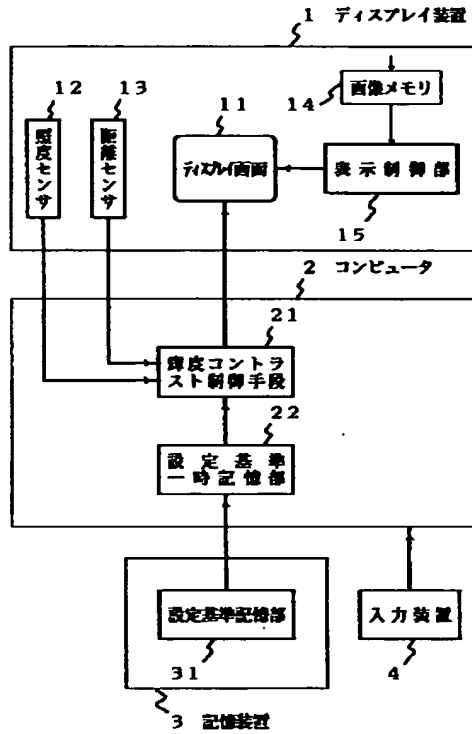 1 ディスプレイ装置
12
13
11
14
画像メモリ
照度センサ
距離センサ
ディスプレイ画面
表示制御部
15
2 コンピュータ
21
輝度コントラ
スト制御手段
22
設定基準
一時記憶部
設定基準記憶部
31
入力装置
4
3 記憶装置